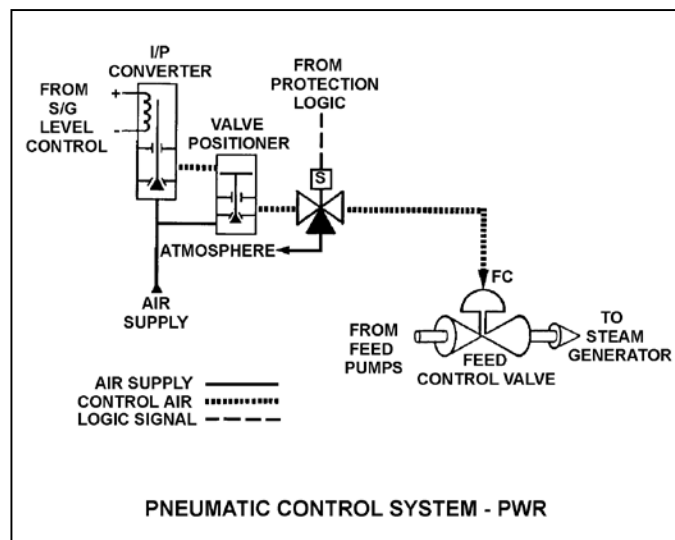 I/P
CONVERTER
FROM
S/G
LEVEL
CONTROL
+
-
VALVE
POSITIONER
FROM
PROTECTION
LOGIC
S
ATMOSPHERE
AIR
SUPPLY
FC
FROM
FEED
PUMPS
FEED
CONTROL VALVE
TO
STEAM
GENERATOR
AIR SUPPLY
CONTROL AIR
LOGIC SIGNAL
PNEUMATIC CONTROL SYSTEM - PWR